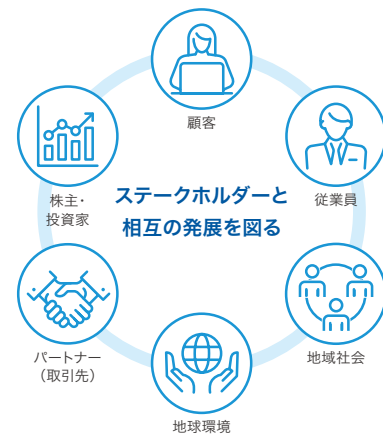 顧客
従業員
地域社会
地球環境
パートナー
（取引先）
株主・
投資家
ステークホルダーと
相互の発展を図る